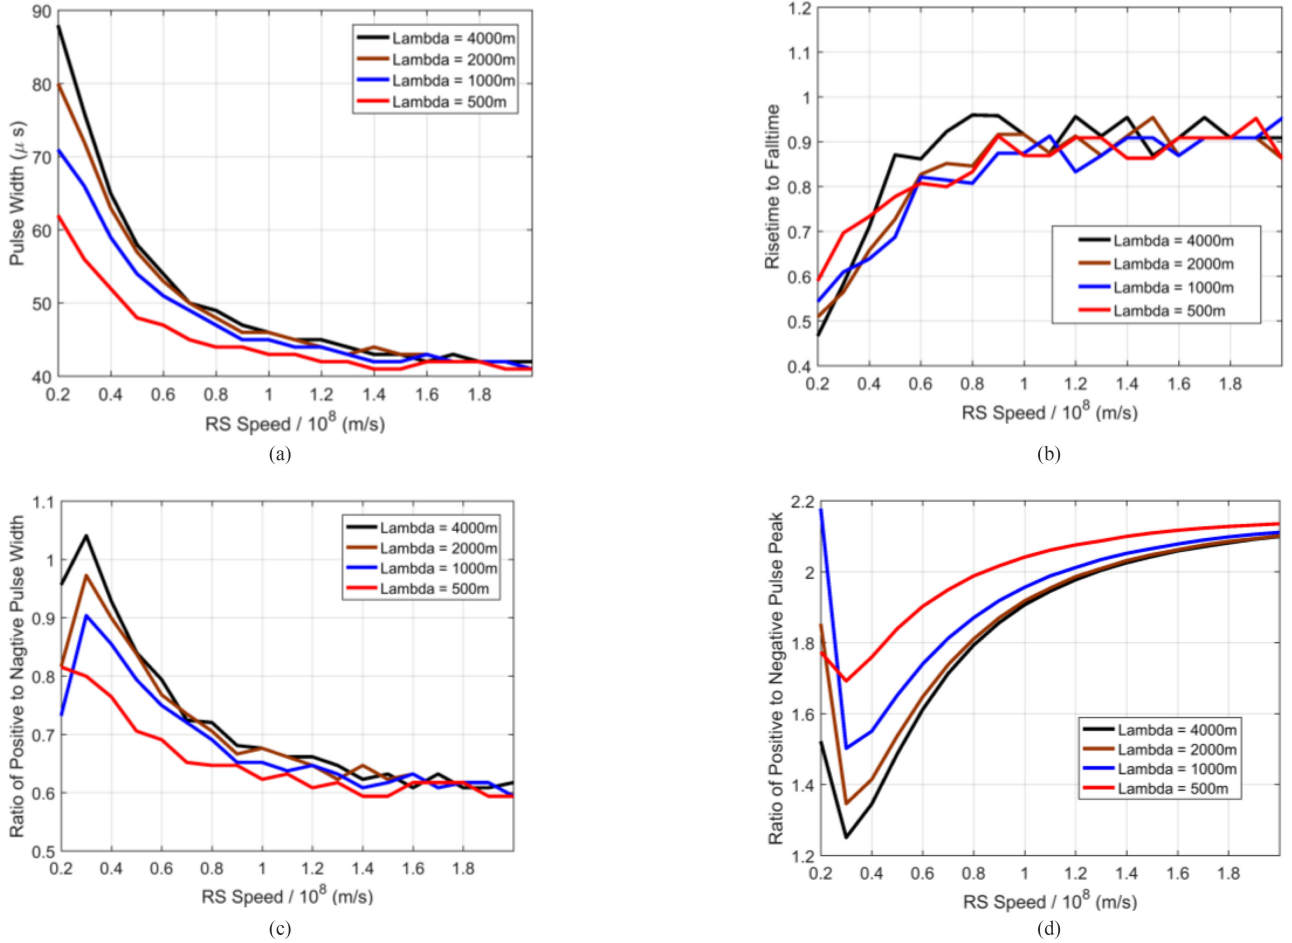 90
80
70
60
50
40
Pulse Width (μ s)
Lambda = 4000m
Lambda = 2000m
Lambda = 1000m
Lambda = 500m
0.2 0.4 0.6 0.8 1 1.2 1.4 1.6 1.8
RS Speed / 10⁸ (m/s)
(a)
1.2
1.1
1
0.9
0.8
0.7
0.6
0.5
0.4
Risetime to Falltime
Lambda = 4000m
Lambda = 2000m
Lambda = 1000m
Lambda = 500m
0.2 0.4 0.6 0.8 1 1.2 1.4 1.6 1.8
RS Speed / 10⁸ (m/s)
(b)
1.1
1
0.9
0.8
0.7
0.6
0.5
Ratio of Positive to Nagtive Pulse Width
Lambda = 4000m
Lambda = 2000m
Lambda = 1000m
Lambda = 500m
0.2 0.4 0.6 0.8 1 1.2 1.4 1.6 1.8
RS Speed / 10⁸ (m/s)
(c)
2.2
2
1.8
1.6
1.4
1.2
Ratio of Positive to Negative Pulse Peak
Lambda = 4000m
Lambda = 2000m
Lambda = 1000m
Lambda = 500m
0.2 0.4 0.6 0.8 1 1.2 1.4 1.6 1.8
RS Speed / 10⁸ (m/s)
(d)